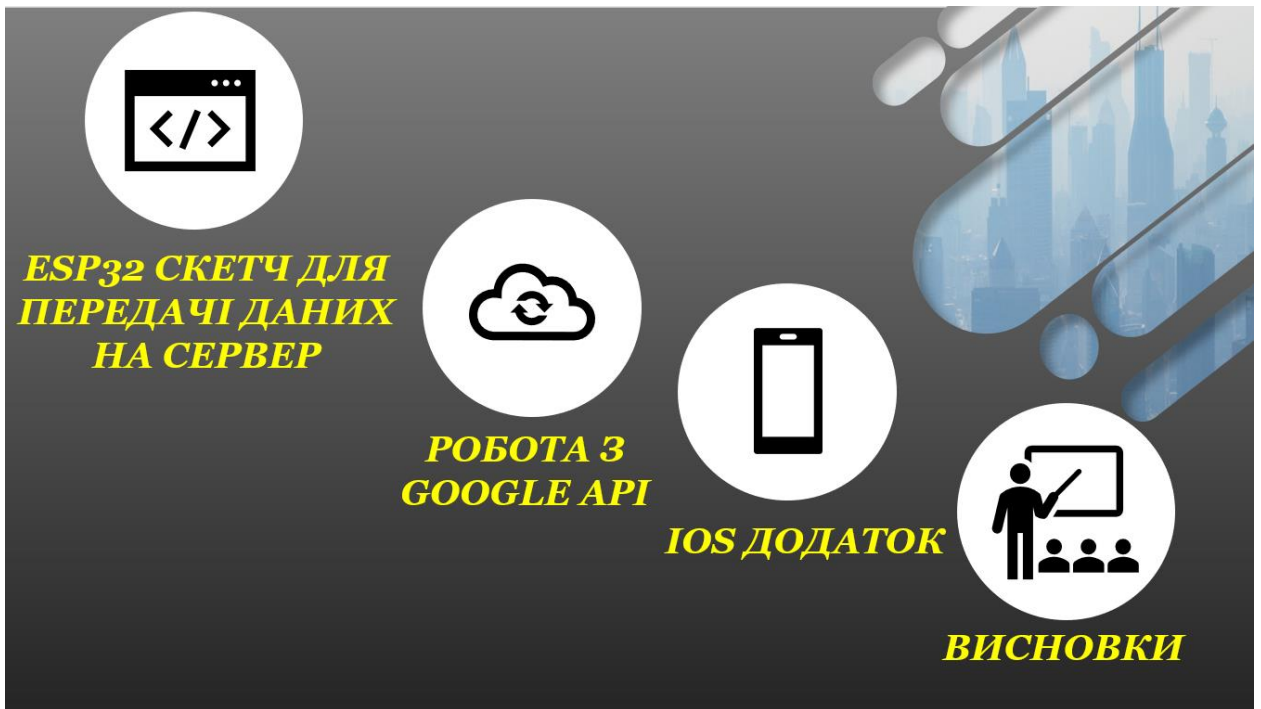 </>
ESP32 СКЕТЧ ДЛЯ
ПЕРЕДАЧІ ДАНИХ
НА СЕРВЕР
РОБОТА З
GOOGLE API
IOS ДОДАТОК
ВИСНОВКИ